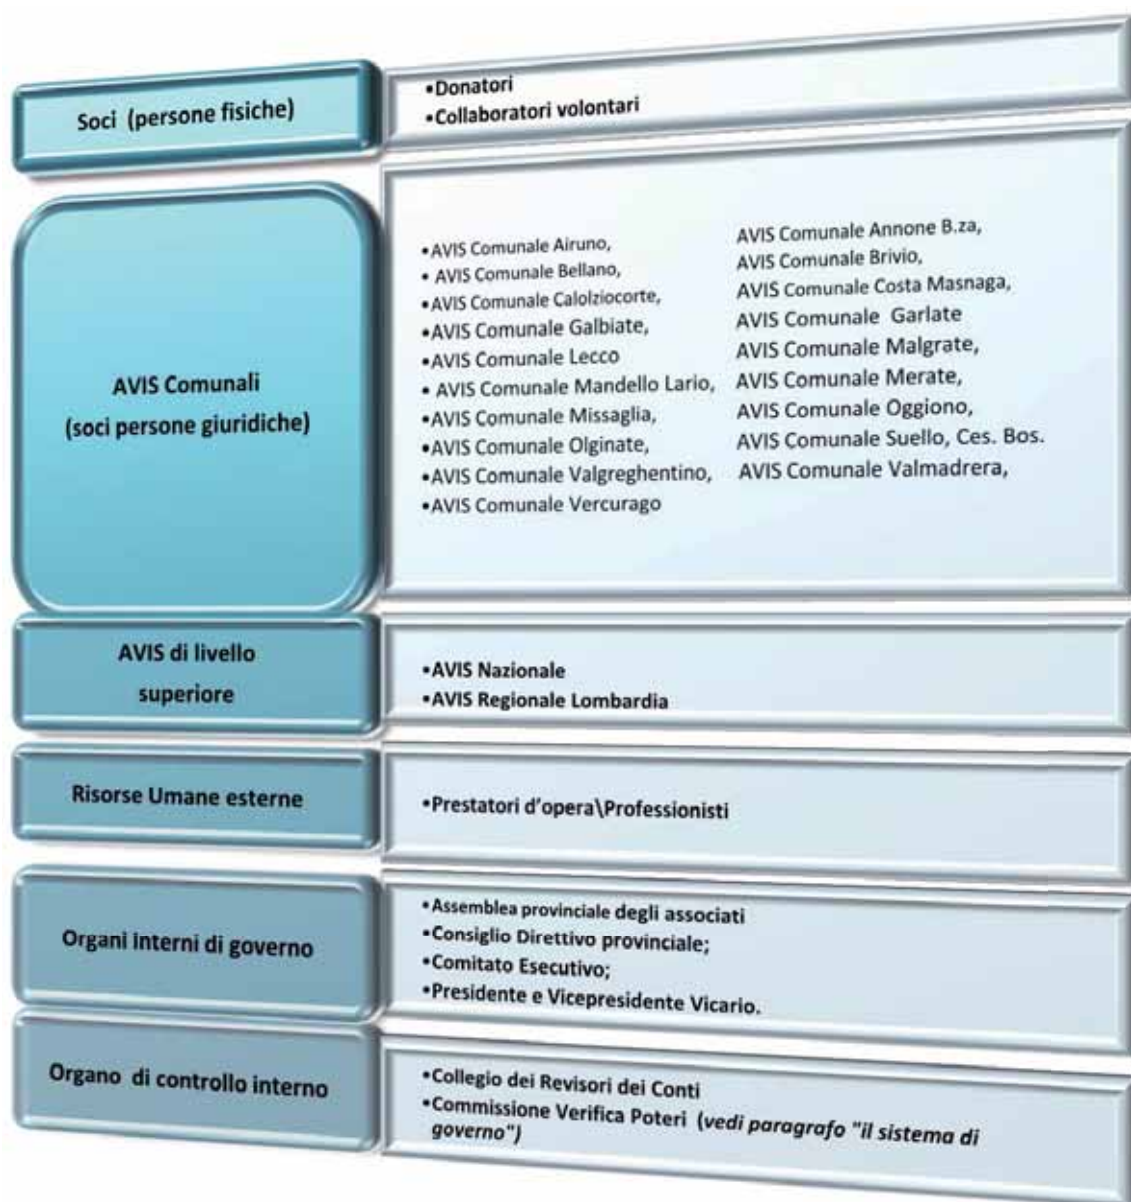 Soci (persone fisiche)
•Donatori
•Collaboratori volontari
AVIS Comunali
(soci persone giuridiche)
•AVIS Comunale Airuno, AVIS Comunale Annone B.za,
• AVIS Comunale Bellano, AVIS Comunale Brivio,
•AVIS Comunale Calolziocorte, AVIS Comunale Costa Masnaga,
•AVIS Comunale Galbiate, AVIS Comunale Garlate
•AVIS Comunale Lecco AVIS Comunale Malgrate,
• AVIS Comunale Mandello Lario, AVIS Comunale Merate,
•AVIS Comunale Missaglia, AVIS Comunale Oggiono,
•AVIS Comunale Olginate, AVIS Comunale Suello, Ces. Bos.
•AVIS Comunale Valgreghentino, AVIS Comunale Valmadrera,
•AVIS Comunale Vercurago
AVIS di livello
superiore
•AVIS Nazionale
•AVIS Regionale Lombardia
Risorse Umane esterne
•Prestatori d'opera\Professionisti
Organi interni di governo
•Assemblea provinciale degli associati
•Consiglio Direttivo provinciale;
•Comitato Esecutivo;
•Presidente e Vicepresidente Vicario.
Organo di controllo interno
•Collegio dei Revisori dei Conti
•Commissione Verifica Poteri (vedi paragrafo "il sistema di
governo")